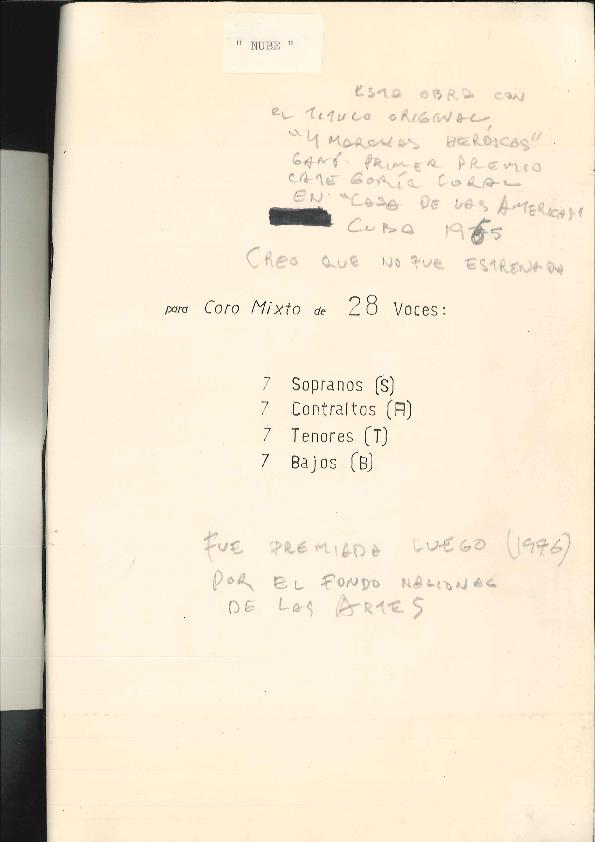 " NUBE "
ESTA OBRA CON
EL TITULO ORIGINAL,
"4 MARCHAS HERÓICAS"
GANÓ PRIMER PREMIO
CATEGORÍA CORAL
EN "CASA DE LAS AMERICAS"
CUBA 1975
CREO QUE NO FUE ESTRENADA
para Coro Mixto de 28 Voces:
7 Sopranos (S)
7 Contraltos (A)
7 Tenores (T)
7 Bajos (B)
FUE PREMIADA LUEGO (1976)
POR EL FONDO NACIONAL
DE LAS ARTES